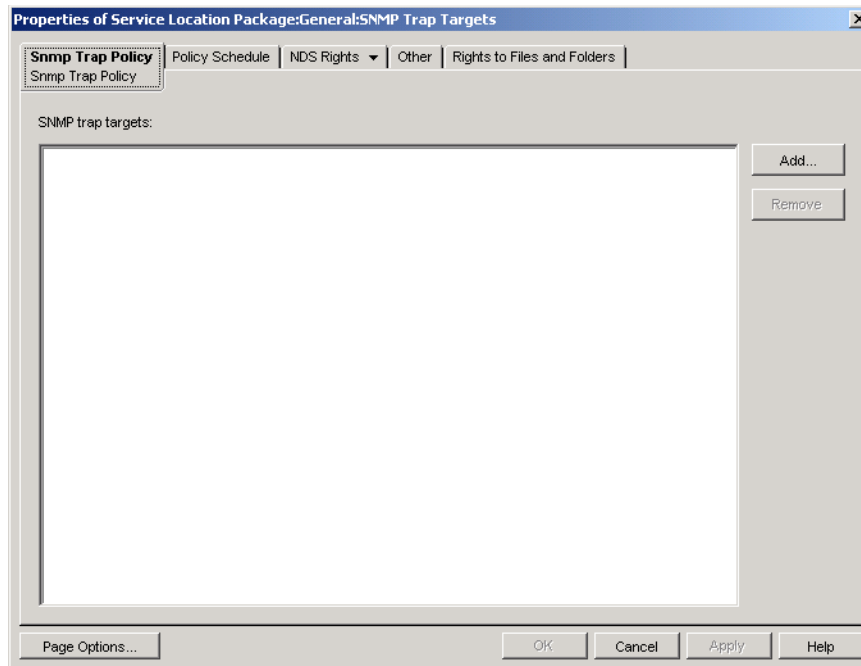 Properties of Service Location Package:General:SNMP Trap Targets
Snmp Trap Policy Policy Schedule NDS Rights Other Rights to Files and Folders
Snmp Trap Policy
SNMP trap targets:
Add...
Remove
Page Options... OK Cancel Apply Help